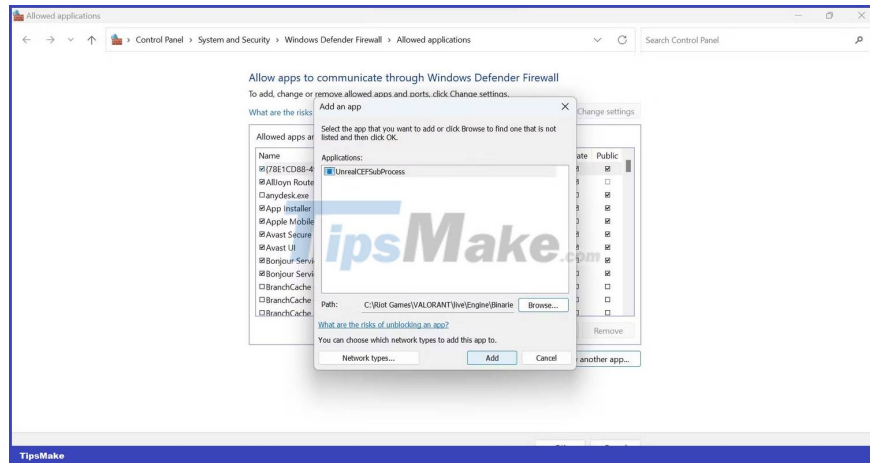 Allowed applications
Control Panel > System and Security > Windows Defender Firewall > Allowed applications
Search Control Panel
Allow apps to communicate through Windows Defender Firewall
To add, change or remove allowed apps and ports, click Change settings.
What are the risks
Change settings
Allowed apps an
Name
ate Public
{78E1CD88-4
AllJoyn Route
anydesk.exe
App Installer
Apple Mobile
Avast Secure
Avast UI
Bonjour Servi
Bonjour Servi
BranchCache
BranchCache
BranchCache
Remove
another app...
Add an app
Select the app that you want to add or click Browse to find one that is not
listed and then click OK.
Applications:
UnrealCEFSubProcess
Path: C:\Riot Games\VALORANT\live\Engine\Binarie Browse...
What are the risks of unblocking an app?
You can choose which network types to add this app to.
Network types... Add Cancel
TipsMake.com
TipsMake